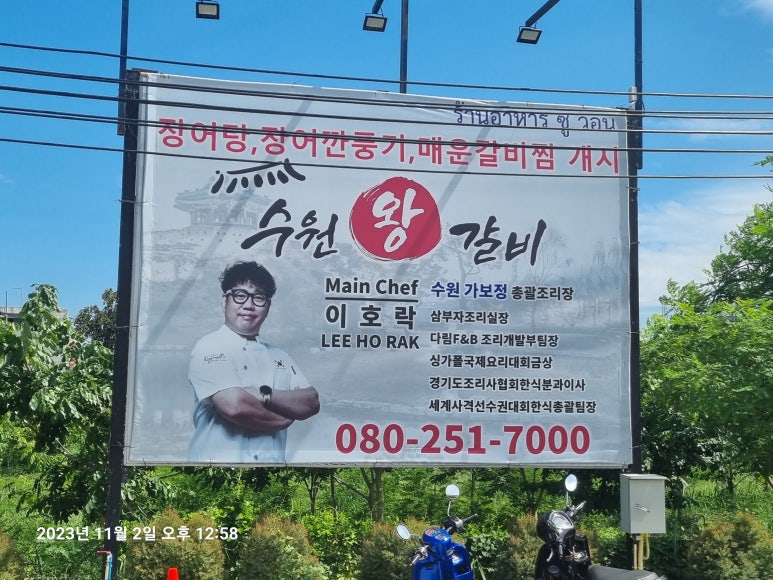 ร้านอาหาร ซู วอน
장어탕,장어깐풍기,매운갈비찜 개시
수원 왕 갈비
Main Chef
이 호 락
LEE HO RAK
수원 가보정 총괄조리장
삼부자조리실장
다림F&B 조리개발부팀장
싱가폴국제요리대회금상
경기도조리사협회한식분과이사
세계사격선수권대회한식총괄팀장
080-251-7000
2023년 11월 2일 오후 12:58